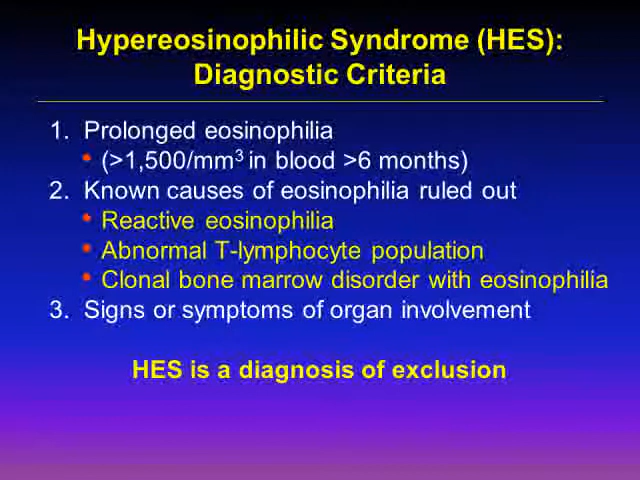 Hypereosinophilic Syndrome (HES):
Diagnostic Criteria
1. Prolonged eosinophilia
• (>1,500/mm³ in blood >6 months)
2. Known causes of eosinophilia ruled out
• Reactive eosinophilia
• Abnormal T-lymphocyte population
• Clonal bone marrow disorder with eosinophilia
3. Signs or symptoms of organ involvement
HES is a diagnosis of exclusion